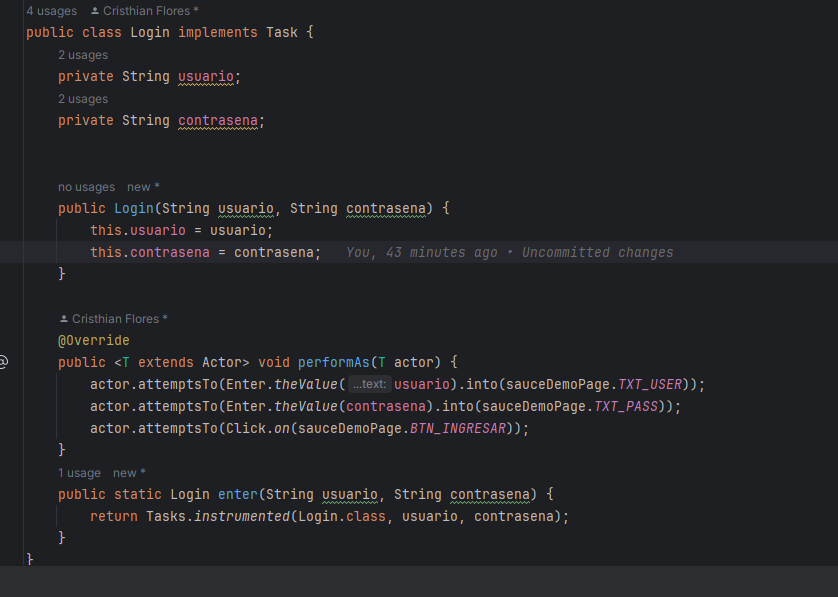 4 usages Cristhian Flores *
public class Login implements Task {
2 usages
private String usuario;
2 usages
private String contrasena;
no usages new *
public Login(String usuario, String contrasena) {
this.usuario = usuario;
this.contrasena = contrasena; You, 43 minutes ago • Uncommitted changes
}
Cristhian Flores *
@Override
public <T extends Actor> void performAs(T actor) {
actor.attemptsTo(Enter.theValue( ...text: usuario).into(sauceDemoPage.TXT_USER));
actor.attemptsTo(Enter.theValue(contrasena).into(sauceDemoPage.TXT_PASS));
actor.attemptsTo(Click.on(sauceDemoPage.BTN_INGRESAR));
}
1 usage new *
public static Login enter(String usuario, String contrasena) {
return Tasks.instrumented(Login.class, usuario, contrasena);
}
}